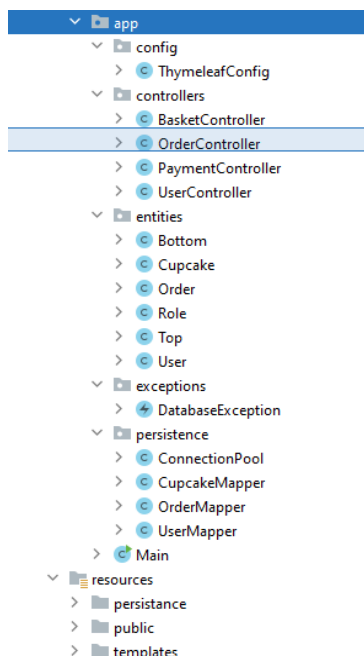 app
config
ThymeleafConfig
controllers
BasketController
OrderController
PaymentController
UserController
entities
Bottom
Cupcake
Order
Role
Top
User
exceptions
DatabaseException
persistence
ConnectionPool
CupcakeMapper
OrderMapper
UserMapper
Main
resources
persistance
public
templates